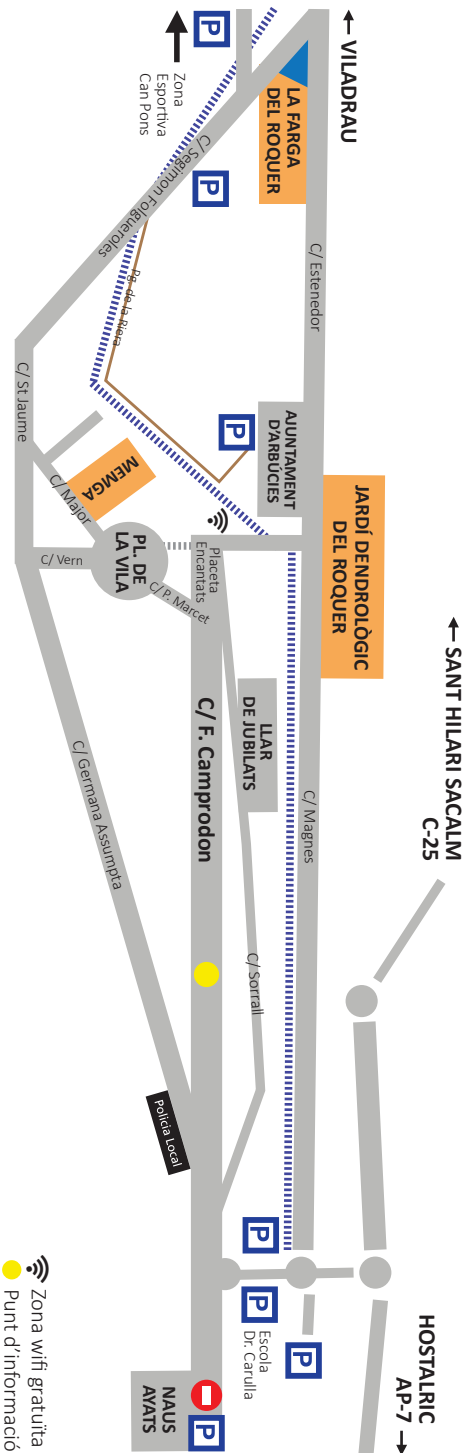 ← VILADRAU
← SANT HILARI SACALM
C-25
HOSTALRIC
AP-7 →
LA FARGA
DEL ROQUER
C/ Estenedor
JARDÍ DENDROLÒGIC
DEL ROQUER
AJUNTAMENT
D'ARBÚCIES
P
P
P
Zona
Esportiva
Can Pons
C/ Segimon Folgueroles
Pg. de la Riera
MEMGA
C/ Major
C/ St Jaume
PL. DE
LA VILA
C/ Vern
C/ P. Marcet
Placeta
Encantats
LLAR
DE JUBILATS
C/ Magnes
C/ F. Camprodon
C/ Sorrall
C/ Germana Assumpta
Policia Local
P
P
P
Escola
Dr. Carulla
P
NAUS
AYATS
Zona wifi gratuïta
Punt d'informació